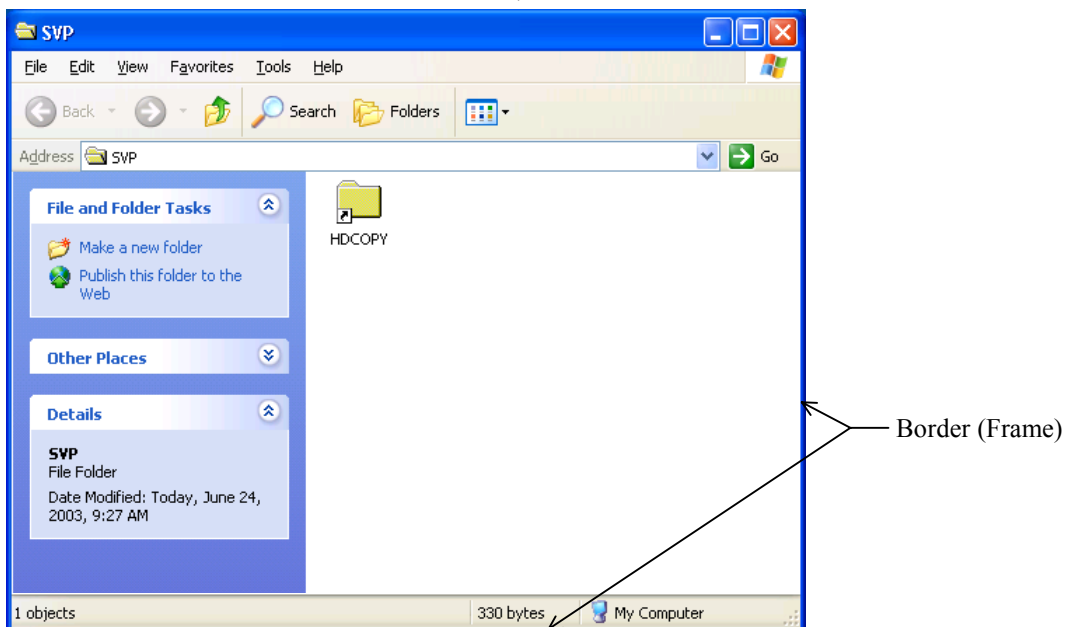 SVP
File Edit View Favorites Tools Help
Back Search Folders
Address SVP Go
File and Folder Tasks
Make a new folder
Publish this folder to the
Web
Other Places
Details
SVP
File Folder
Date Modified: Today, June 24,
2003, 9:27 AM
HDCOPY
Border (Frame)
1 objects 330 bytes My Computer